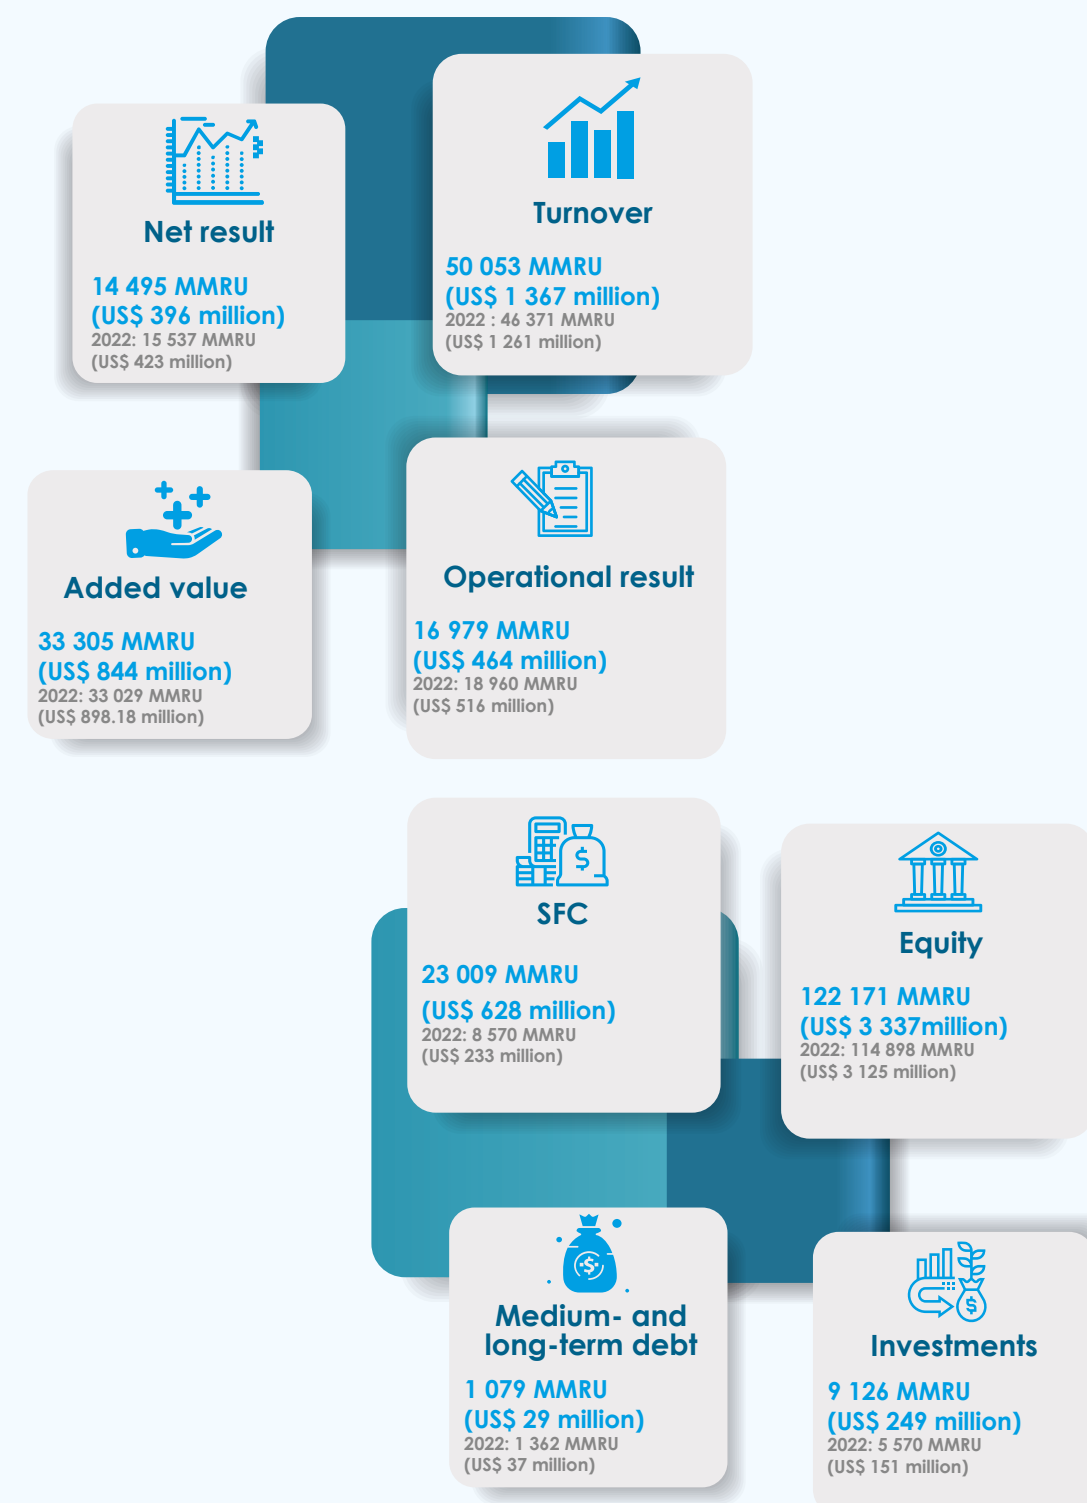 Net result
14 495 MMRU
(US$ 396 million)
2022: 15 537 MMRU
(US$ 423 million)
Turnover
50 053 MMRU
(US$ 1 367 million)
2022 : 46 371 MMRU
(US$ 1 261 million)
Added value
33 305 MMRU
(US$ 844 million)
2022: 33 029 MMRU
(US$ 898.18 million)
Operational result
16 979 MMRU
(US$ 464 million)
2022: 18 960 MMRU
(US$ 516 million)
SFC
23 009 MMRU
(US$ 628 million)
2022: 8 570 MMRU
(US$ 233 million)
Equity
122 171 MMRU
(US$ 3 337million)
2022: 114 898 MMRU
(US$ 3 125 million)
Medium- and
long-term debt
1 079 MMRU
(US$ 29 million)
2022: 1 362 MMRU
(US$ 37 million)
Investments
9 126 MMRU
(US$ 249 million)
2022: 5 570 MMRU
(US$ 151 million)